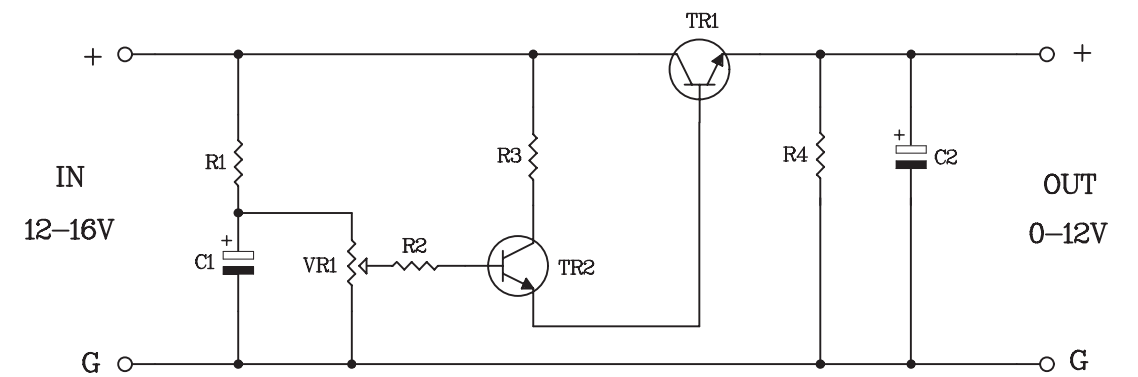 TR1
+
+
R1
R3
R4
+
C2
IN
12-16V
OUT
0-12V
+
C1
VR1
R2
TR2
G
G